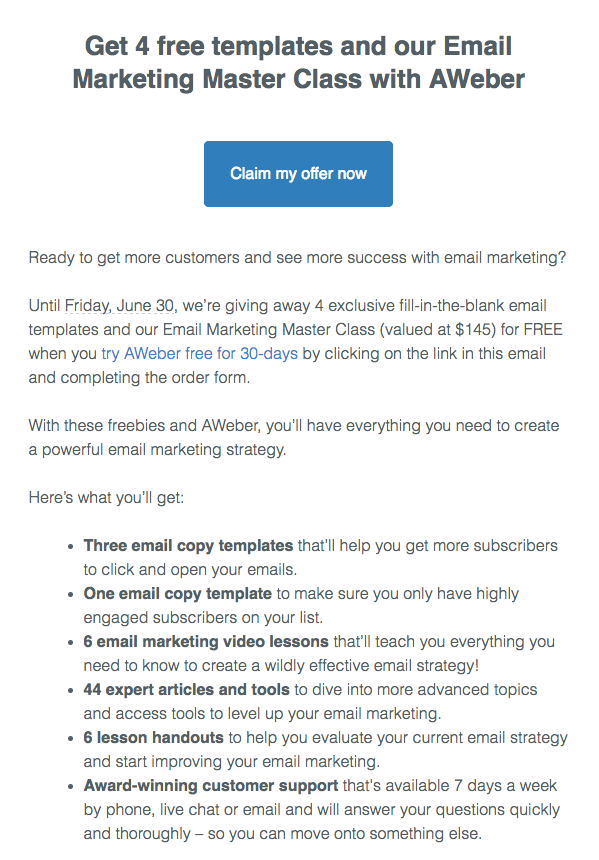 Get 4 free templates and our Email
Marketing Master Class with AWeber
Claim my offer now
Ready to get more customers and see more success with email marketing?
Until Friday, June 30, we’re giving away 4 exclusive fill-in-the-blank email
templates and our Email Marketing Master Class (valued at $145) for FREE
when you try AWeber free for 30-days by clicking on the link in this email
and completing the order form.
With these freebies and AWeber, you’ll have everything you need to create
a powerful email marketing strategy.
Here’s what you’ll get:
• Three email copy templates that'll help you get more subscribers
to click and open your emails.
• One email copy template to make sure you only have highly
engaged subscribers on your list.
• 6 email marketing video lessons that’ll teach you everything you
need to know to create a wildly effective email strategy!
• 44 expert articles and tools to dive into more advanced topics
and access tools to level up your email marketing.
• 6 lesson handouts to help you evaluate your current email strategy
and start improving your email marketing.
• Award-winning customer support that's available 7 days a week
by phone, live chat or email and will answer your questions quickly
and thoroughly – so you can move onto something else.